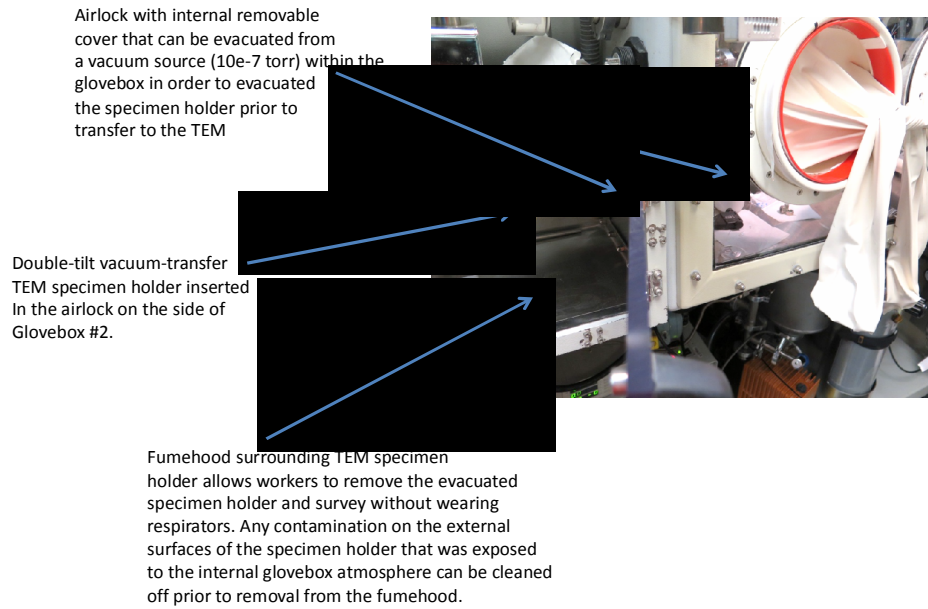 Airlock with internal removable
cover that can be evacuated from
a vacuum source (10e-7 torr) within the
glovebox in order to evacuated
the specimen holder prior to
transfer to the TEM
Double-tilt vacuum-transfer
TEM specimen holder inserted
In the airlock on the side of
Glovebox #2.
Fumehood surrounding TEM specimen
holder allows workers to remove the evacuated
specimen holder and survey without wearing
respirators. Any contamination on the external
surfaces of the specimen holder that was exposed
to the internal glovebox atmosphere can be cleaned
off prior to removal from the fumehood.